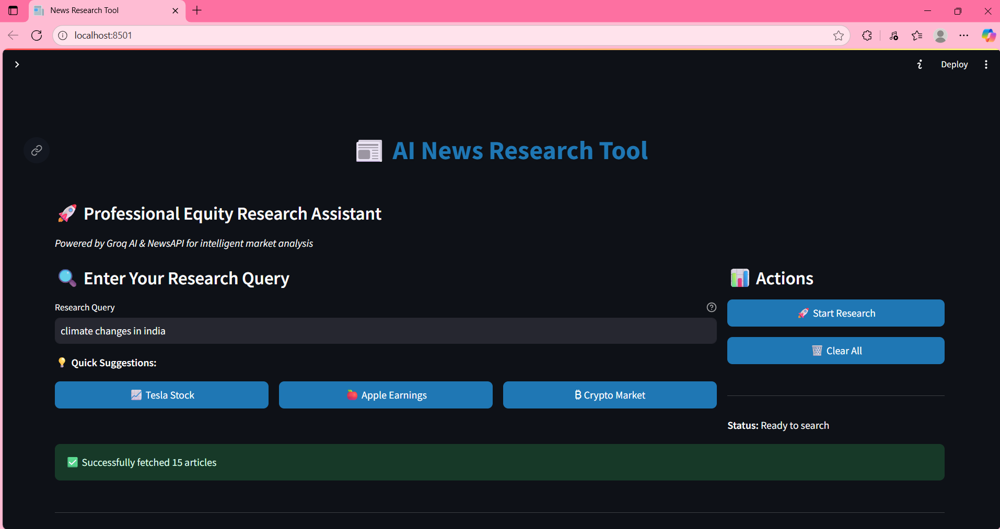 News Research Tool
localhost:8501
Deploy
AI News Research Tool
Professional Equity Research Assistant
Powered by Groq AI & NewsAPI for intelligent market analysis
Enter Your Research Query
Research Query
climate changes in india
Quick Suggestions:
Tesla Stock
Apple Earnings
₿ Crypto Market
Actions
Start Research
Clear All
Status: Ready to search
Successfully fetched 15 articles